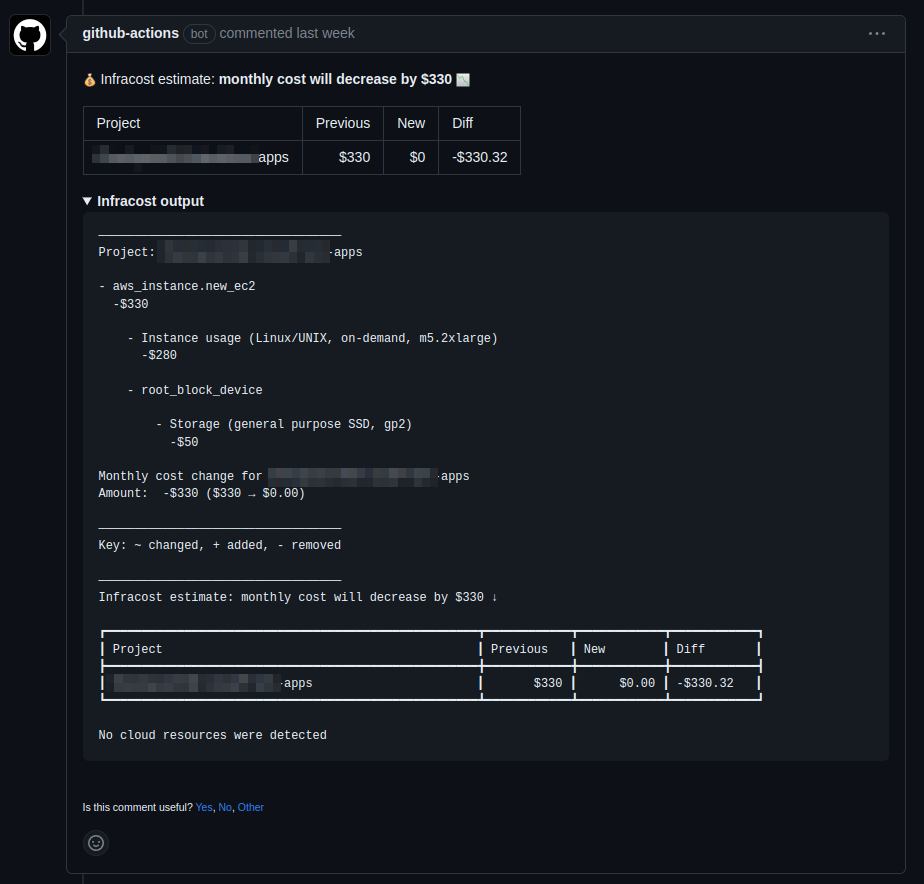 github-actions bot commented last week
Infracost estimate: monthly cost will decrease by $330
Project Previous New Diff
apps $330 $0 -$330.32
Infracost output
Project: -apps
- aws_instance.new_ec2
-$330
- Instance usage (Linux/UNIX, on-demand, m5.2xlarge)
-$280
- root_block_device
- Storage (general purpose SSD, gp2)
-$50
Monthly cost change for -apps
Amount: -$330 ($330 → $0.00)
Key: ~ changed, + added, - removed
Infracost estimate: monthly cost will decrease by $330 ↓
Project Previous New Diff
-apps $330 $0.00 -$330.32
No cloud resources were detected
Is this comment useful? Yes, No, Other